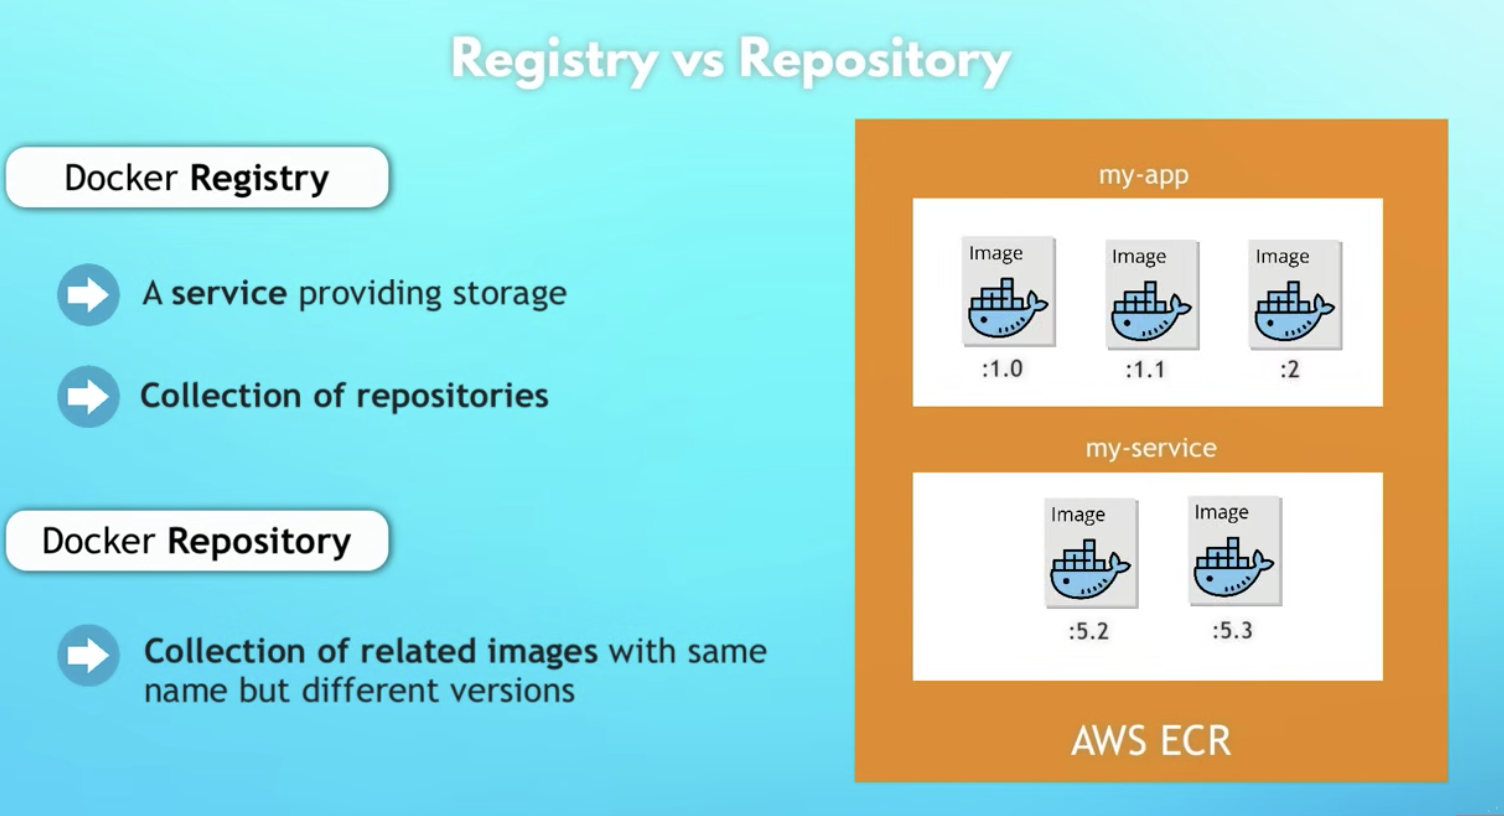 Registry vs Repository
Docker Registry
A service providing storage
Collection of repositories
Docker Repository
Collection of related images with same
name but different versions
my-app
Image
Image
Image
:1.0
:1.1
:2
my-service
Image
Image
:5.2
:5.3
AWS ECR